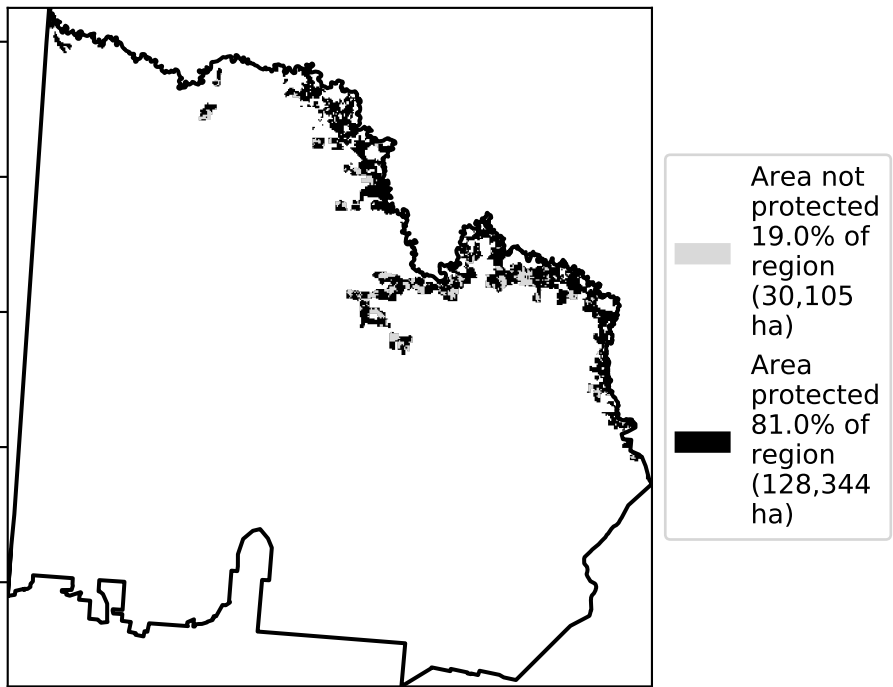 Area not
protected
19.0% of
region
(30,105
ha)
Area
protected
81.0% of
region
(128,344
ha)